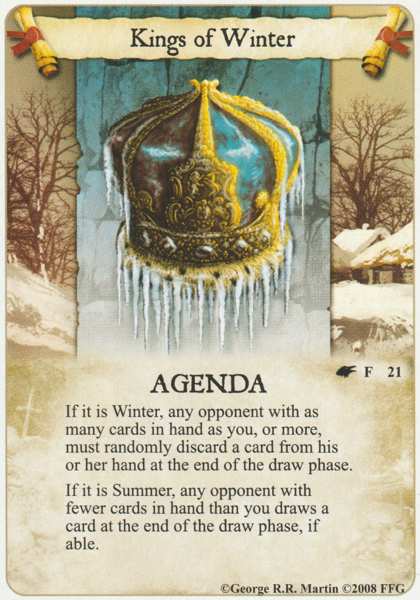 Kings of Winter
F 21
AGENDA
If it is Winter, any opponent with as
many cards in hand as you, or more,
must randomly discard a card from his
or her hand at the end of the draw phase.
If it is Summer, any opponent with
fewer cards in hand than you draws a
card at the end of the draw phase, if
able.
©George R.R. Martin ©2008 FFG